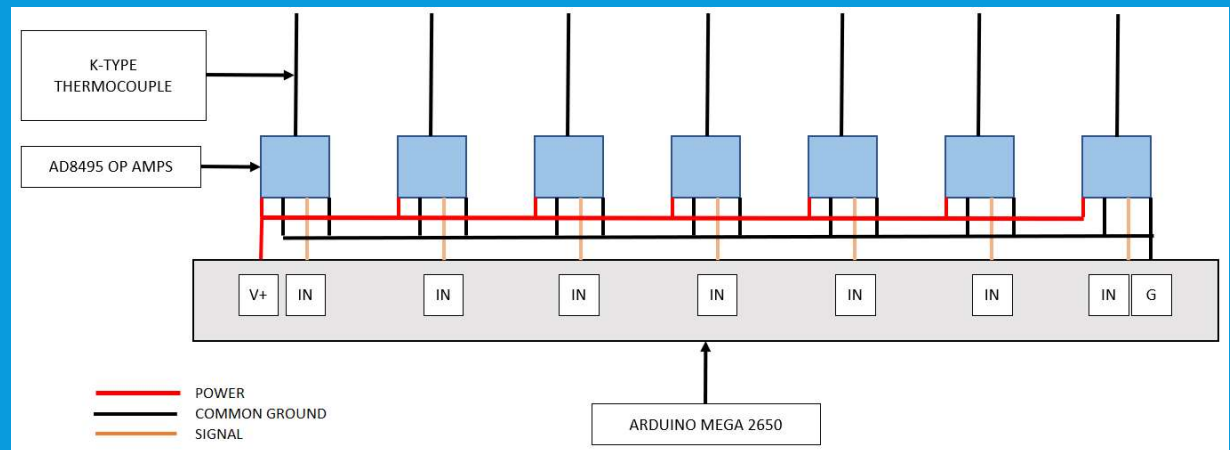 K-TYPE
THERMOCOUPLE
AD8495 OP AMPS
V+ IN IN IN IN IN IN IN G
POWER
COMMON GROUND
SIGNAL
ARDUINO MEGA 2650